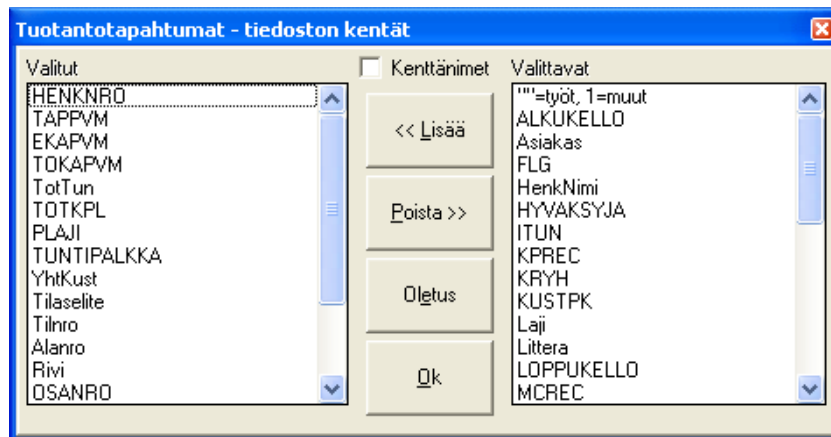 Tuotantotapahtumat - tiedoston kentät
Valitut
HENKNRO
TAPPVM
EKAPVM
TOKAPVM
TotTun
TOTKPL
PLAJI
TUNTIPALKKA
YhtKust
Tilaselite
Tilnro
Alanro
Rivi
OSANRO
Kenttänimet
<< Lisää
Poista >>
Oletus
Ok
Valittavat
""=työt, 1=muut
ALKUKELLO
Asiakas
FLG
HenkNimi
HYVAKSYJA
ITUN
KPREC
KRYH
KUSTPK
Laji
Littera
LOPPUKELLO
MCREC